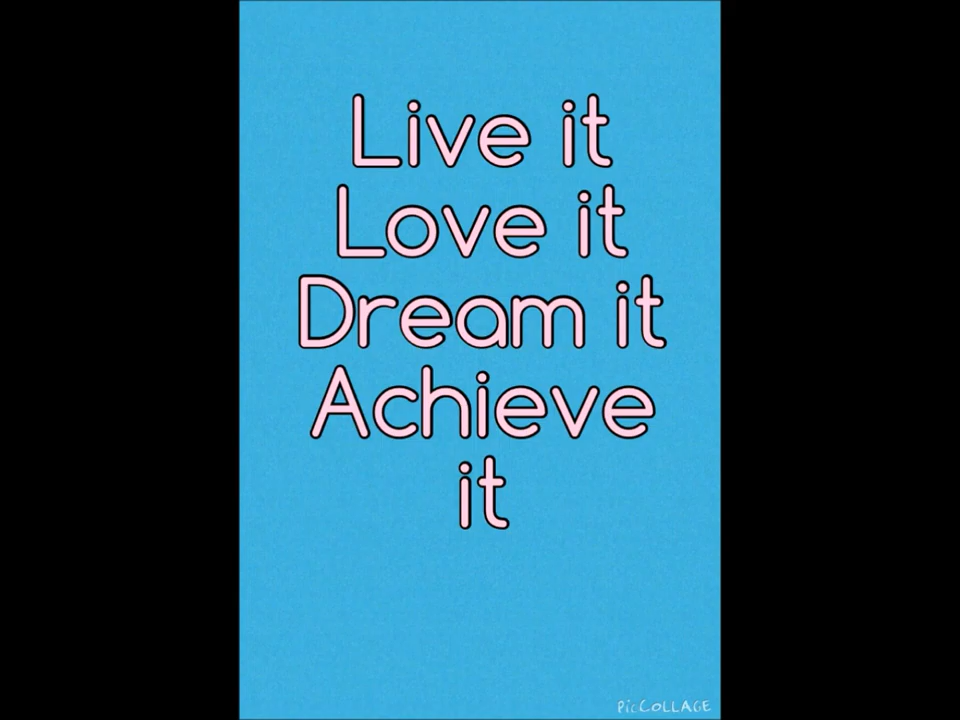 Live it
Love it
Dream it
Achieve
it
PicCOLLAGE